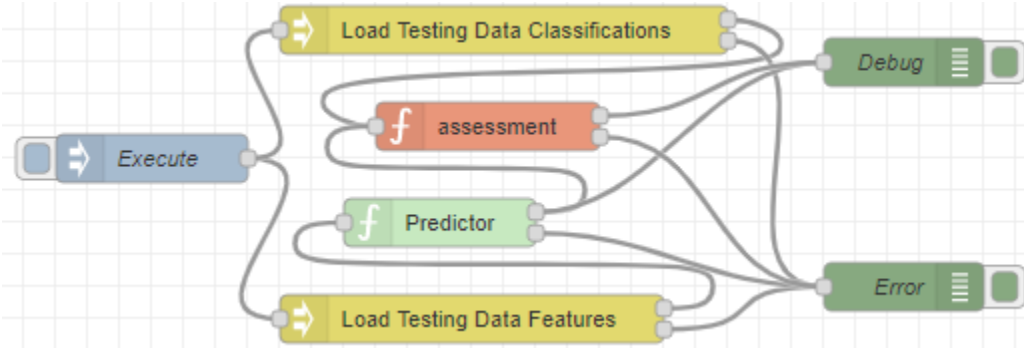 Load Testing Data Classifications
Debug
assessment
Execute
Predictor
Error
Load Testing Data Features